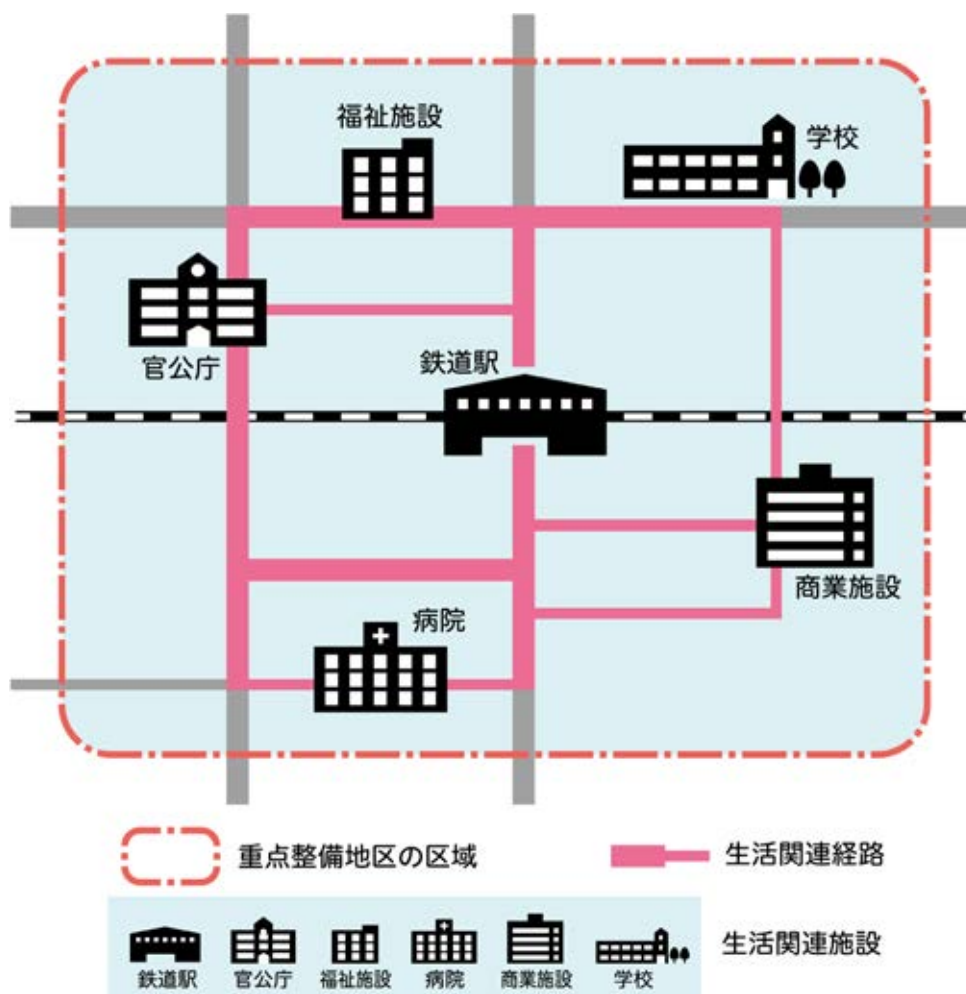 福祉施設
学校
官公庁
鉄道駅
商業施設
病院
重点整備地区の区域
生活関連経路
鉄道駅
官公庁
福祉施設
病院
商業施設
学校
生活関連施設